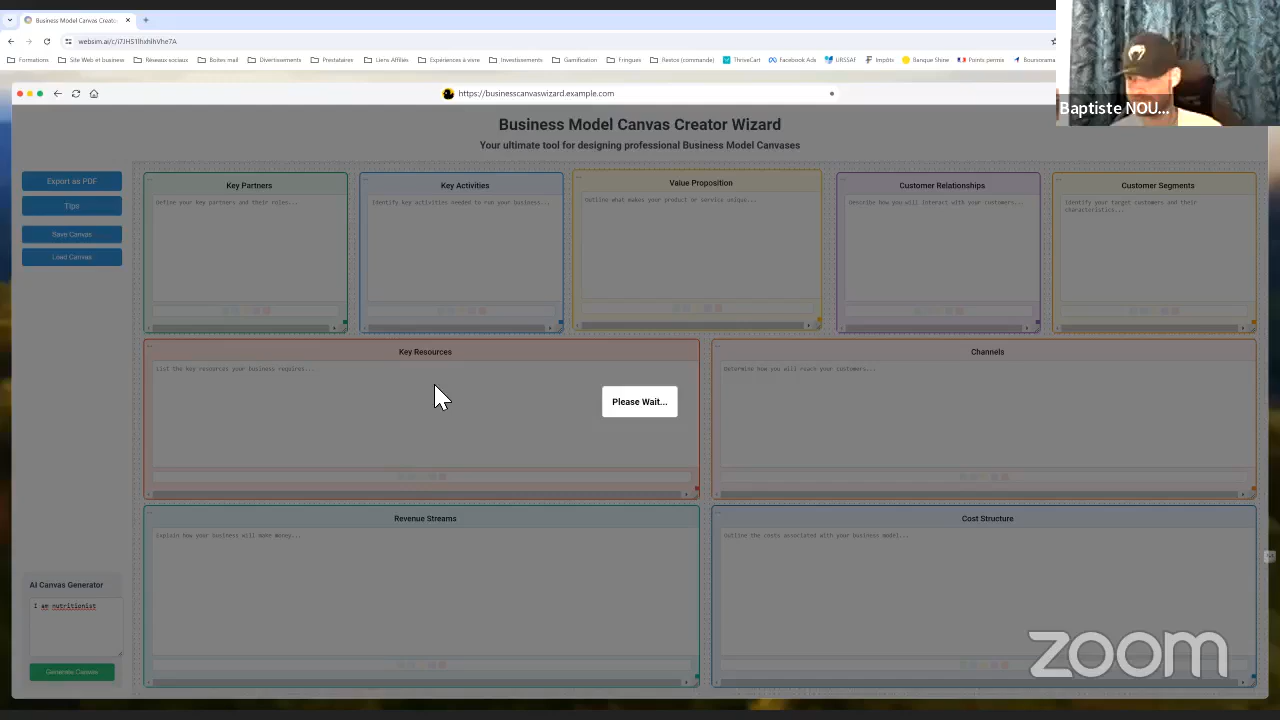 Business Model Canvas Creato
websim.ai/c/i7JHS1lhxhlhVhe7A
Formations
Site Web et business
Réseaux sociaux
Boites mail
Divertissements
Prestataires
Liens Affiliés
Expériences à vivre
Investissements
Gamification
Fringues
Restos (commande)
ThriveCart
Facebook Ads
URSSAF
Impôts
Banque Shine
Points permis
Boursorama
Baptiste NOU...
https://businesscanvaswizard.example.com
Business Model Canvas Creator Wizard
Your ultimate tool for designing professional Business Model Canvases
Export as PDF
Tips
Save Canvas
Load Canvas
Key Partners
Define your key partners and their roles...
Key Activities
Identify key activities needed to run your business...
Value Proposition
Outline what makes your product or service unique...
Customer Relationships
Describe how you will interact with your customers...
Customer Segments
Identify your target customers and their
characteristics...
Key Resources
List the key resources your business requires...
Channels
Determine how you will reach your customers...
Please Wait...
Revenue Streams
Explain how your business will make money...
Cost Structure
Outline the costs associated with your business model...
AI Canvas Generator
I am nutritionist
Generate Canvas
zoom